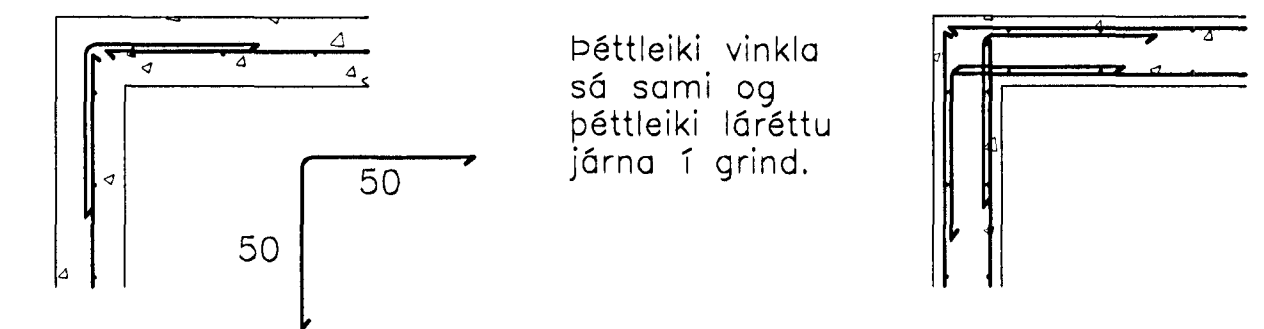 Þéttleiki vinkla
sá sami og
þéttleiki láréttu
járna í grind.
50
50